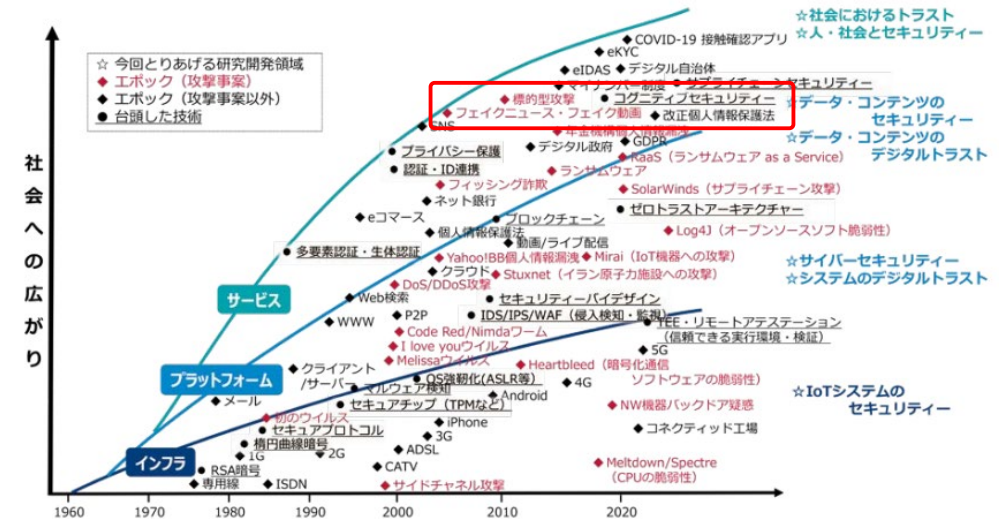 ☆社会におけるトラスト
☆人・社会とセキュリティー
COVID-19 接触確認アプリ
eKYC
☆ 今回とりあげる研究開発領域
◆ エポック（攻撃事案）
◆ エポック（攻撃事案以外）
● 台頭した技術
eIDAS
デジタル自治体
マイナンバー制度
サプライチェーンセキュリティー
標的型攻撃
コグニティブセキュリティー
☆データ・コンテンツの
セキュリティー
フェイクニュース・フェイク動画
改正個人情報保護法
SNS
年金機構個人情報漏洩
☆データ・コンテンツの
デジタルトラスト
デジタル政府
GDPR
プライバシー保護
RaaS（ランサムウェア as a Service）
認証・ID連携
ランサムウェア
フィッシング詐欺
SolarWinds（サプライチェーン攻撃）
ネット銀行
ゼロトラストアーキテクチャー
eコマース
ブロックチェーン
個人情報保護法
Log4J（オープンソースソフト脆弱性）
動画/ライブ配信
多要素認証・生体認証
Yahoo!BB個人情報漏洩
Mirai（IoT機器への攻撃）
☆サイバーセキュリティー
☆システムのデジタルトラスト
クラウド
Stuxnet（イラン原子力施設への攻撃）
DoS/DDoS攻撃
サービス
Web検索
セキュリティーバイデザイン
WWW
P2P
IDS/IPS/WAF（侵入検知・監視）
TEE・リモートアテステーション
（信頼できる実行環境・検証）
Code Red/Nimdaワーム
I love youウイルス
5G
Melissaウイルス
Heartbleed（暗号化通信
ソフトウェアの脆弱性）
クライアント
/サーバー
プラットフォーム
OS強靭化(ASLR等）
4G
マルウェア検知
Android
☆IoTシステムの
セキュリティー
メール
セキュアチップ（TPMなど）
NW機器バックドア疑惑
初のウイルス
iPhone
セキュアプロトコル
コネクティッド工場
3G
楕円曲線暗号
ADSL
1G
2G
インフラ
CATV
Meltdown/Spectre
（CPUの脆弱性）
RSA暗号
専用線
ISDN
サイドチャネル攻撃
社会への広がり
1960 1970 1980 1990 2000 2010 2020